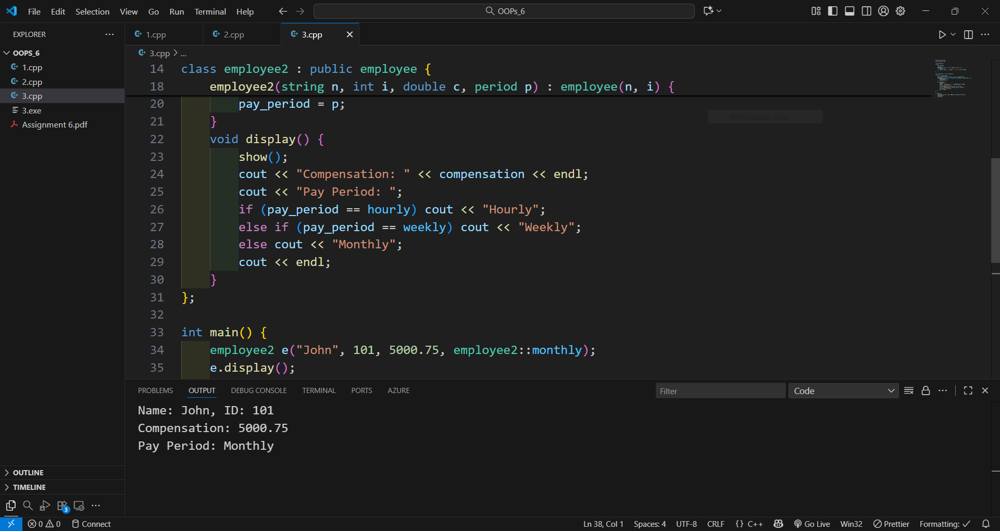 File Edit Selection View Go Run Terminal Help
OOPs_6
EXPLORER
1.cpp
2.cpp
3.cpp
OOPS_6
1.cpp
2.cpp
3.cpp
3.exe
Assignment 6.pdf
3.cpp > ...
14 class employee2 : public employee {
18 employee2(string n, int i, double c, period p) : employee(n, i) {
20 pay_period = p;
21 }
22 void display() {
23 show();
24 cout << "Compensation: " << compensation << endl;
25 cout << "Pay Period: ";
26 if (pay_period == hourly) cout << "Hourly";
27 else if (pay_period == weekly) cout << "Weekly";
28 else cout << "Monthly";
29 cout << endl;
30 }
31 };
32
33 int main() {
34 employee2 e("John", 101, 5000.75, employee2::monthly);
35 e.display();
Rectangular Snip
PROBLEMS OUTPUT DEBUG CONSOLE TERMINAL PORTS AZURE
Filter
Code
Name: John, ID: 101
Compensation: 5000.75
Pay Period: Monthly
OUTLINE
TIMELINE
3
0 0 Connect
Ln 38, Col 1 Spaces: 4 UTF-8 CRLF {} C++ Go Live Win32 Prettier Formatting: ✓